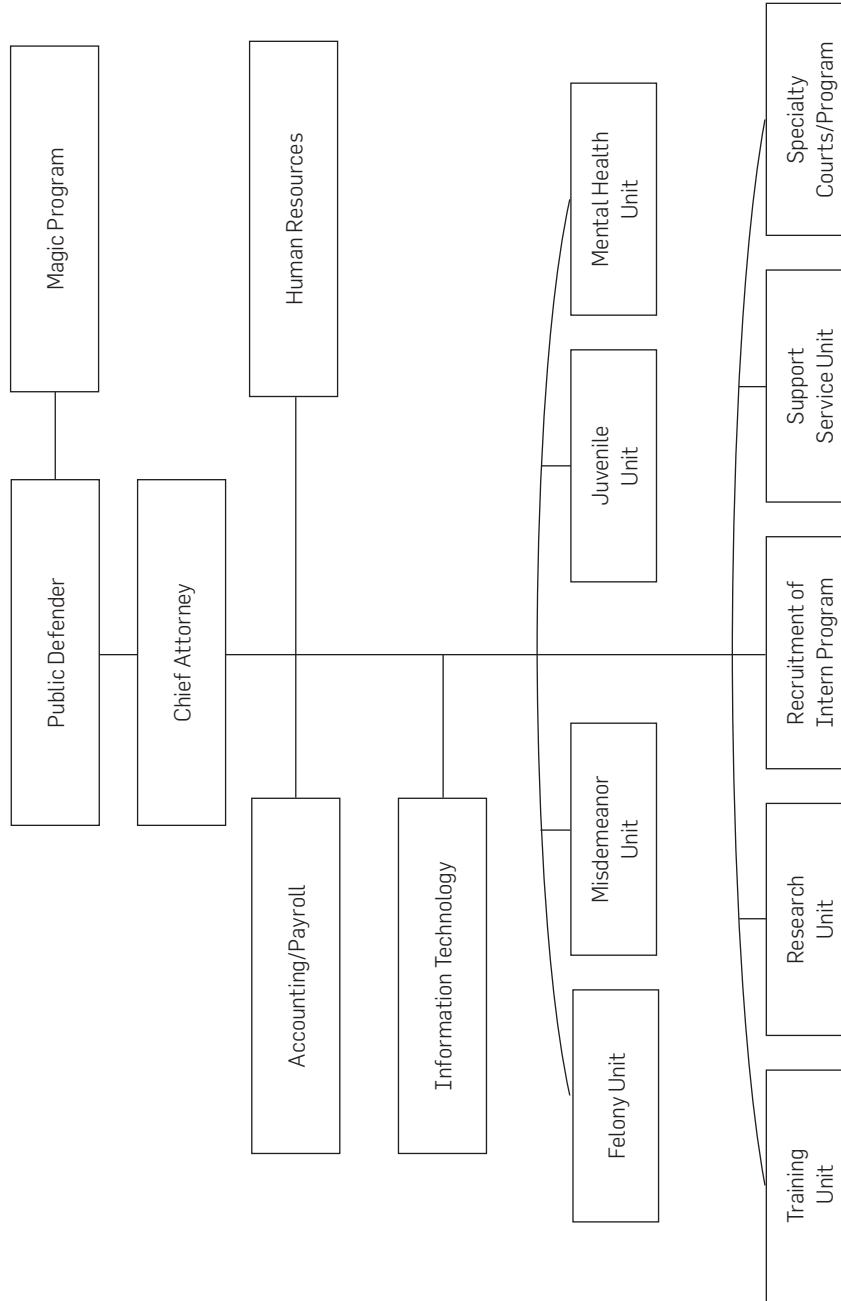 Public Defender
Magic Program
Chief Attorney
Accounting/Payroll
Human Resources
Information Technology
Felony Unit
Misdemeanor
Unit
Juvenile
Unit
Mental Health
Unit
Training
Unit
Research
Unit
Recruitment of
Intern Program
Support
Service Unit
Specialty
Courts/Program